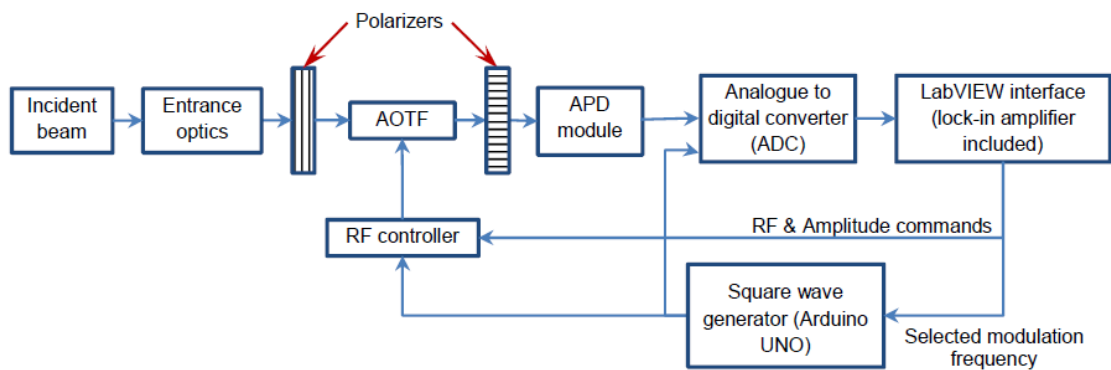 Polarizers
Incident
beam
Entrance
optics
AOTF
APD
module
Analogue to
digital converter
(ADC)
LabVIEW interface
(lock-in amplifier
included)
RF controller
RF & Amplitude commands
Square wave
generator (Arduino
UNO)
Selected modulation
frequency